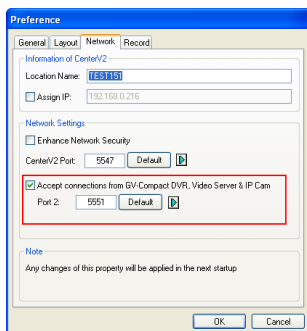 Preference
General Layout Network Record
Information of CenterV2
Location Name: TEST151
Assign IP: 192.168.0.216
Network Settings
Enhance Network Security
CenterV2 Port: 5547 Default
Accept connections from GV-Compact DVR, Video Server & IP Cam
Port 2: 5551 Default
Note
Any changes of this property will be applied in the next startup
OK Cancel